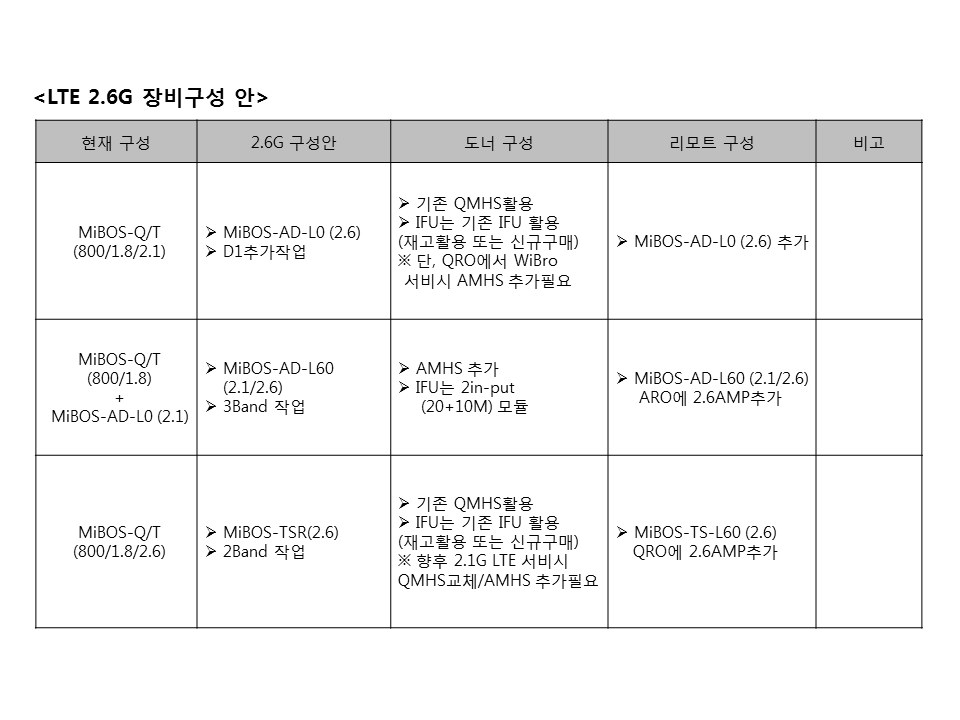 <LTE 2.6G 장비구성 안>
현재 구성
2.6G 구성안
도너 구성
리모트 구성
비고
MiBOS-Q/T
(800/1.8/2.1)
➢ MiBOS-AD-L0 (2.6)
➢ D1추가작업
➢ 기존 QMHS활용
➢ IFU는 기존 IFU 활용
(재고활용 또는 신규구매)
※ 단, QRO에서 WiBro
서비시 AMHS 추가필요
➢ MiBOS-AD-L0 (2.6) 추가
MiBOS-Q/T
(800/1.8)
+
MiBOS-AD-L0 (2.1)
➢ MiBOS-AD-L60
(2.1/2.6)
➢ 3Band 작업
➢ AMHS 추가
➢ IFU는 2in-put
(20+10M) 모듈
➢ MiBOS-AD-L60 (2.1/2.6)
ARO에 2.6AMP추가
MiBOS-Q/T
(800/1.8/2.6)
➢ MiBOS-TSR(2.6)
➢ 2Band 작업
➢ 기존 QMHS활용
➢ IFU는 기존 IFU 활용
(재고활용 또는 신규구매)
※ 향후 2.1G LTE 서비시
QMHS교체/AMHS 추가필요
➢ MiBOS-TS-L60 (2.6)
QRO에 2.6AMP추가